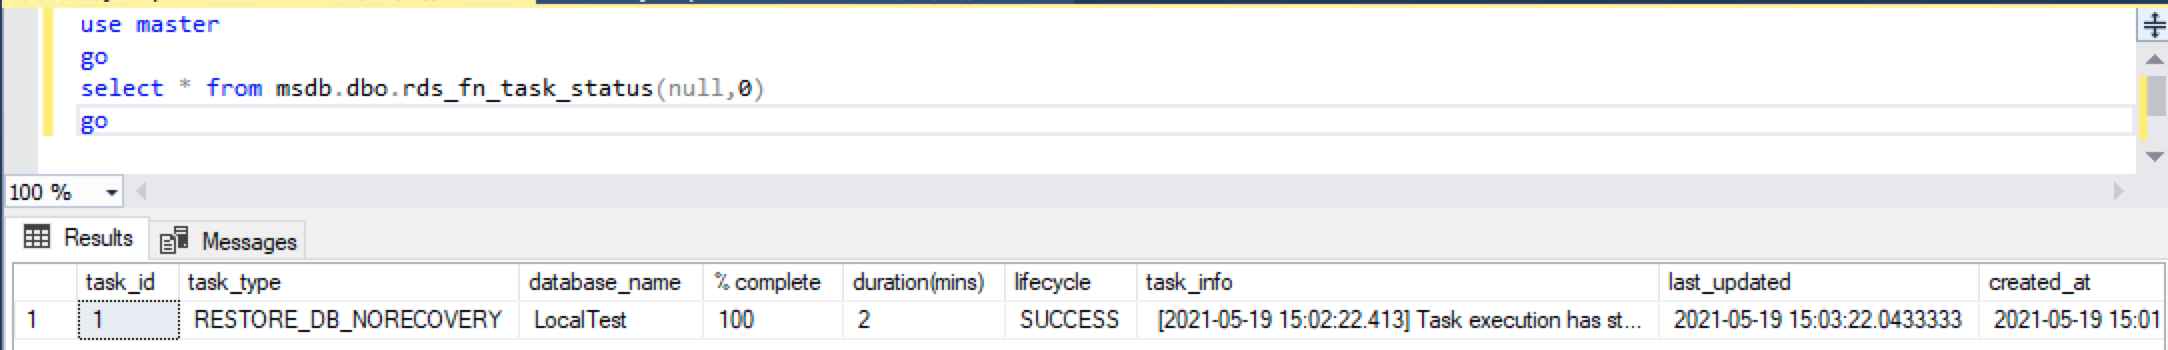 use master
go
select * from msdb.dbo.rds_fn_task_status(null,0)
go
100 %
Results Messages
task_id task_type database_name % complete duration(mins) lifecycle task_info last_updated created_at
1 1 RESTORE_DB_NORECOVERY LocalTest 100 2 SUCCESS [2021-05-19 15:02:22.413] Task execution has st... 2021-05-19 15:03:22.0433333 2021-05-19 15:01